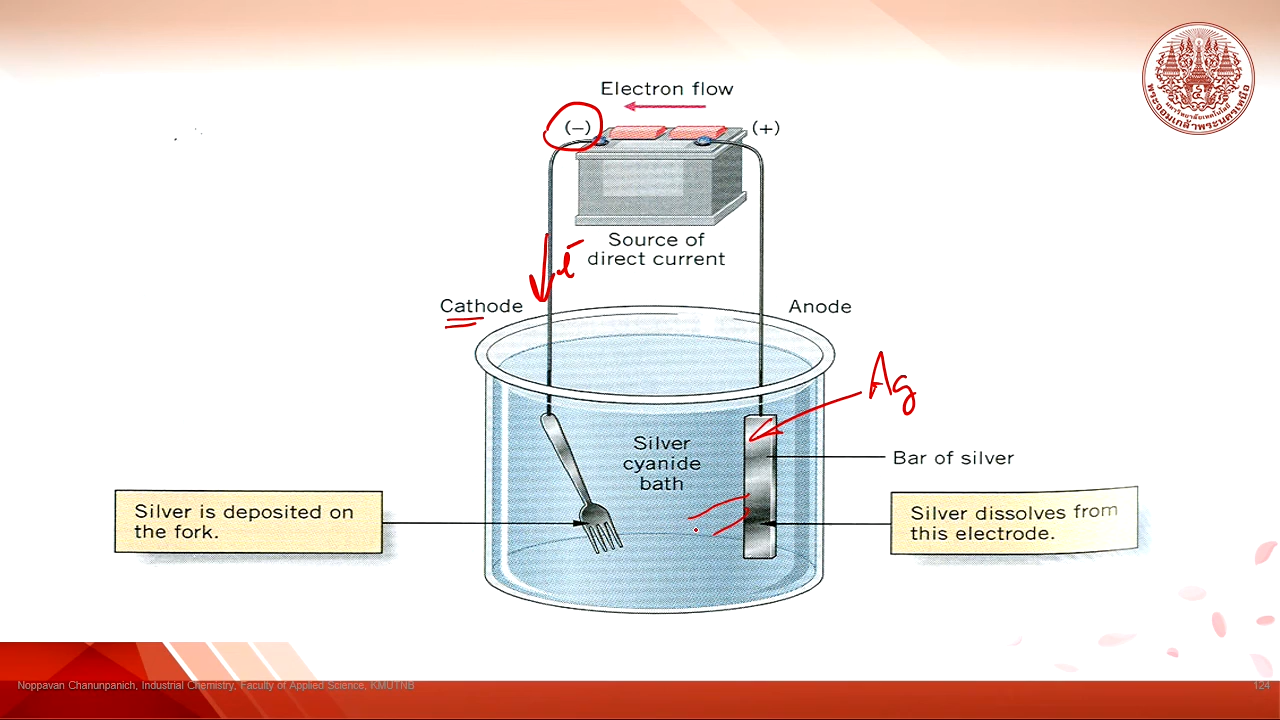 Electron flow
(−)
(+)
Source of
direct current
e⁻
Cathode
Anode
Ag
Silver
cyanide
bath
Bar of silver
Silver is deposited on
the fork.
Silver dissolves from
this electrode.
Noppavan Chanunpanich, Industrial Chemistry, Faculty of Applied Science, KMUTNB
124